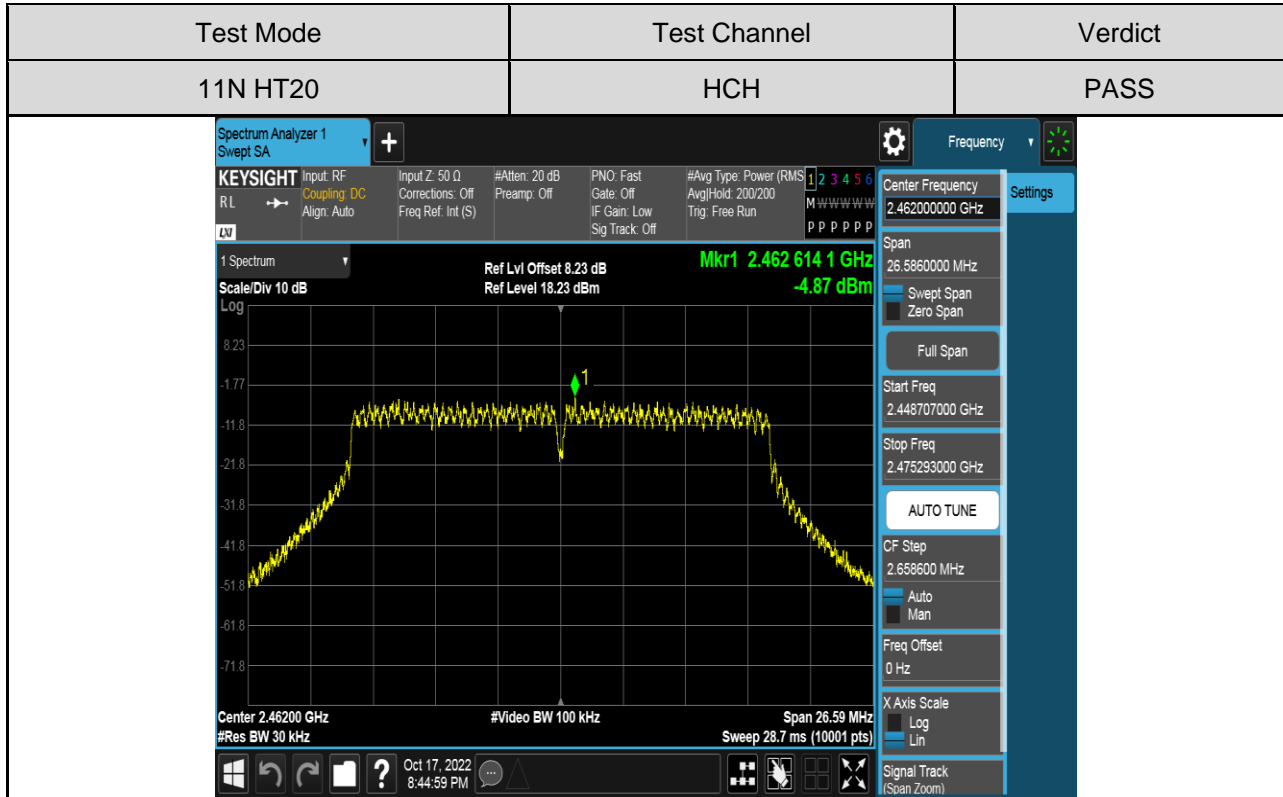 Test Mode
Test Channel
Verdict
11N HT20
HCH
PASS
Spectrum Analyzer 1
Swept SA
+
Frequency
KEYSIGHT
RL
LXI
Input: RF
Coupling: DC
Align: Auto
Input Z: 50 Ω
Corrections: Off
Freq Ref: Int (S)
#Atten: 20 dB
Preamp: Off
PNO: Fast
Gate: Off
IF Gain: Low
Sig Track: Off
#Avg Type: Power (RMS
Avg|Hold: 200/200
Trig: Free Run
1 2 3 4 5 6
M W W W W W
P P P P P P
1 Spectrum
Scale/Div 10 dB
Ref Lvl Offset 8.23 dB
Ref Level 18.23 dBm
Mkr1 2.462 614 1 GHz
-4.87 dBm
Log
8.23
-1.77
-11.8
-21.8
-31.8
-41.8
-51.8
-61.8
-71.8
1
Center 2.46200 GHz
#Res BW 30 kHz
#Video BW 100 kHz
Span 26.59 MHz
Sweep 28.7 ms (10001 pts)
Center Frequency
2.462000000 GHz
Settings
Span
26.5860000 MHz
Swept Span
Zero Span
Full Span
Start Freq
2.448707000 GHz
Stop Freq
2.475293000 GHz
AUTO TUNE
CF Step
2.658600 MHz
Auto
Man
Freq Offset
0 Hz
X Axis Scale
Log
Lin
Signal Track
(Span Zoom)
?
Oct 17, 2022
8:44:59 PM